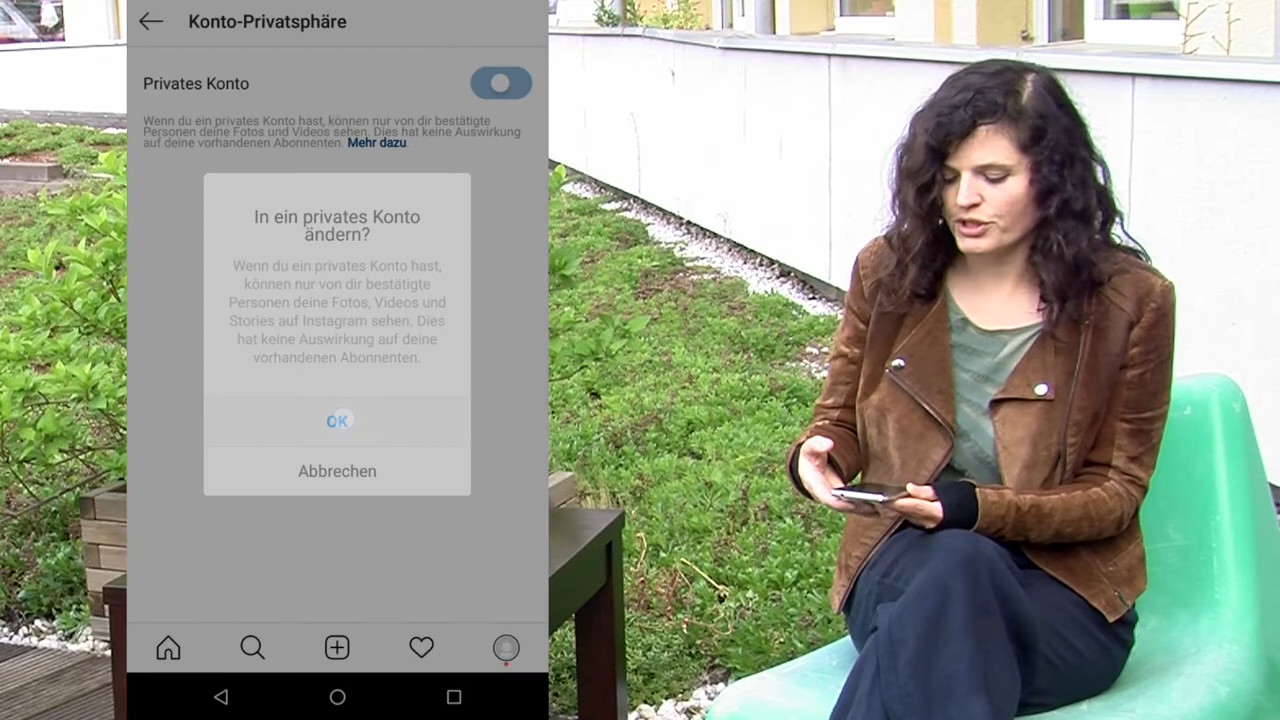 Konto-Privatsphäre
Privates Konto
Wenn du ein privates Konto hast, können nur von dir bestätigte
Personen deine Fotos und Videos sehen. Dies hat keine Auswirkung
auf deine vorhandenen Abonnenten. Mehr dazu.
In ein privates Konto
ändern?
Wenn du ein privates Konto hast,
können nur von dir bestätigte
Personen deine Fotos, Videos und
Stories auf Instagram sehen. Dies
hat keine Auswirkung auf deine
vorhandenen Abonnenten.
OK
Abbrechen